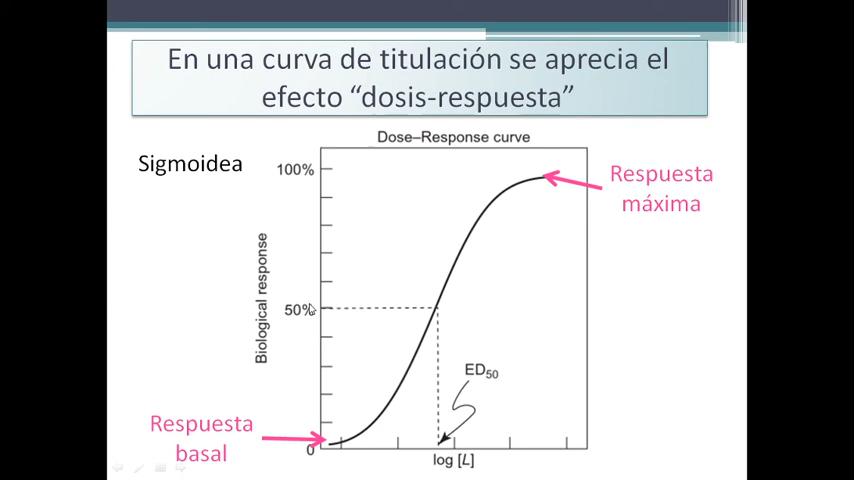 En una curva de titulación se aprecia el
efecto “dosis-respuesta”
Sigmoidea
Dose–Response curve
100%
Respuesta
máxima
Biological response
50%
ED50
Respuesta
basal
0
log [L]